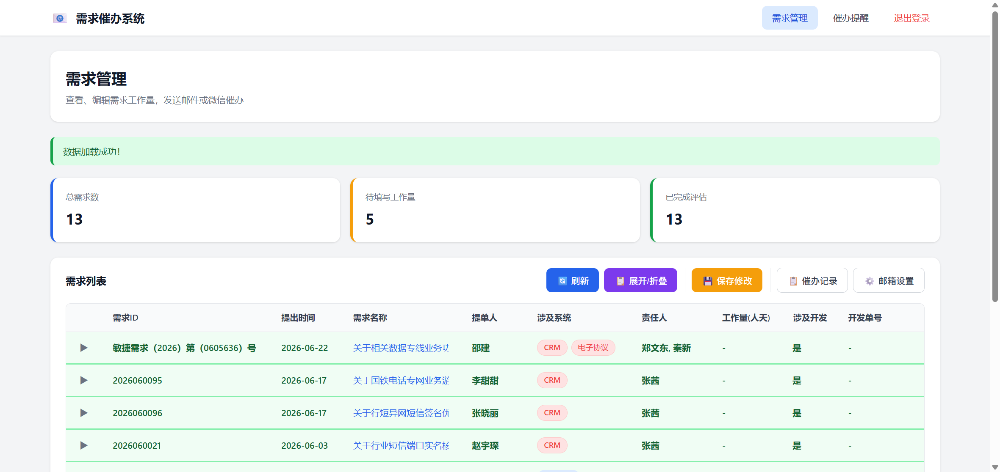 需求催办系统
需求管理
催办提醒
退出登录
需求管理
查看、编辑需求工作量，发送邮件或微信催办
数据加载成功！
总需求数
13
待填写工作量
5
已完成评估
13
需求列表
刷新
展开/折叠
保存修改
催办记录
邮箱设置
需求ID 提出时间 需求名称 提单人 涉及系统 责任人 工作量(人天) 涉及开发 开发单号
敏捷需求（2026）第（0605636）号 2026-06-22 关于相关数据专线业务功 邵建 CRM 电子协议 郑文东, 秦新 - 是 -
2026060095 2026-06-17 关于国铁电话专网业务 李甜甜 CRM 张茜 - 是 -
2026060096 2026-06-17 关于行短异网短信签名 张晓丽 CRM 张茜 - 是 -
2026060021 2026-06-03 关于行业短信端口实名 赵宇琛 CRM 张茜 - 是 -